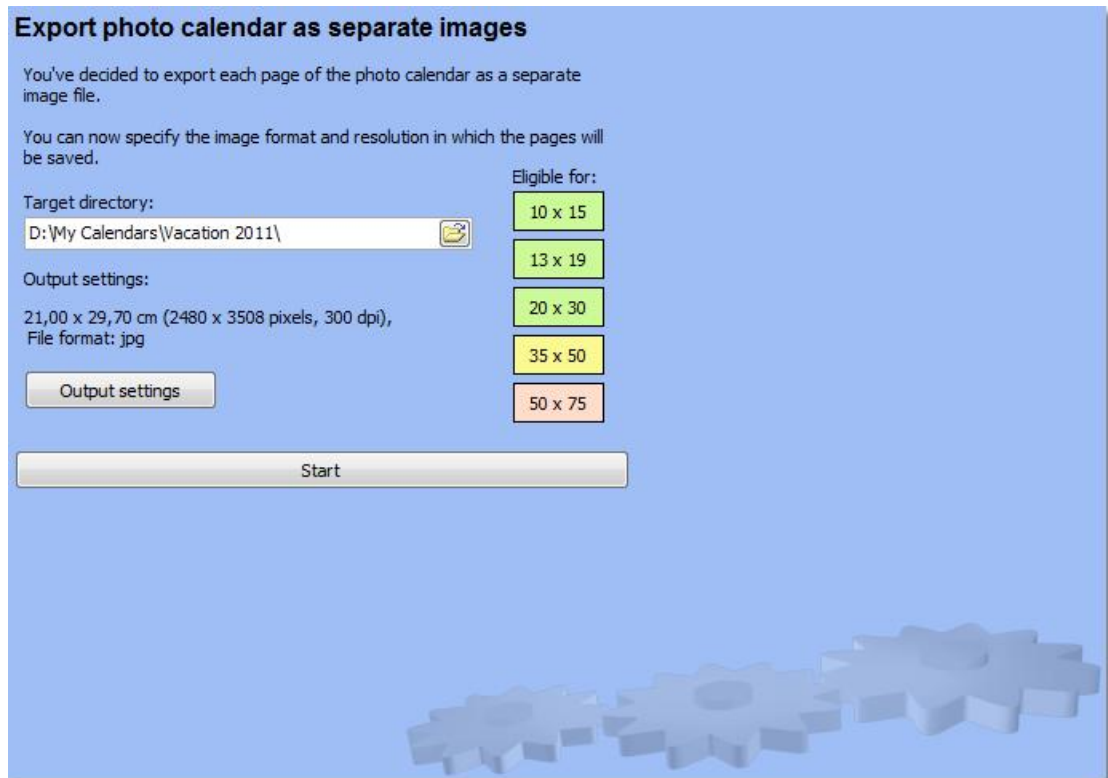 Export photo calendar as separate images
You've decided to export each page of the photo calendar as a separate
image file.
You can now specify the image format and resolution in which the pages will
be saved.
Eligible for:
Target directory:
10 x 15
D:\My Calendars\Vacation 2011\
13 x 19
Output settings:
20 x 30
21,00 x 29,70 cm (2480 x 3508 pixels, 300 dpi),
File format: jpg
35 x 50
Output settings
50 x 75
Start